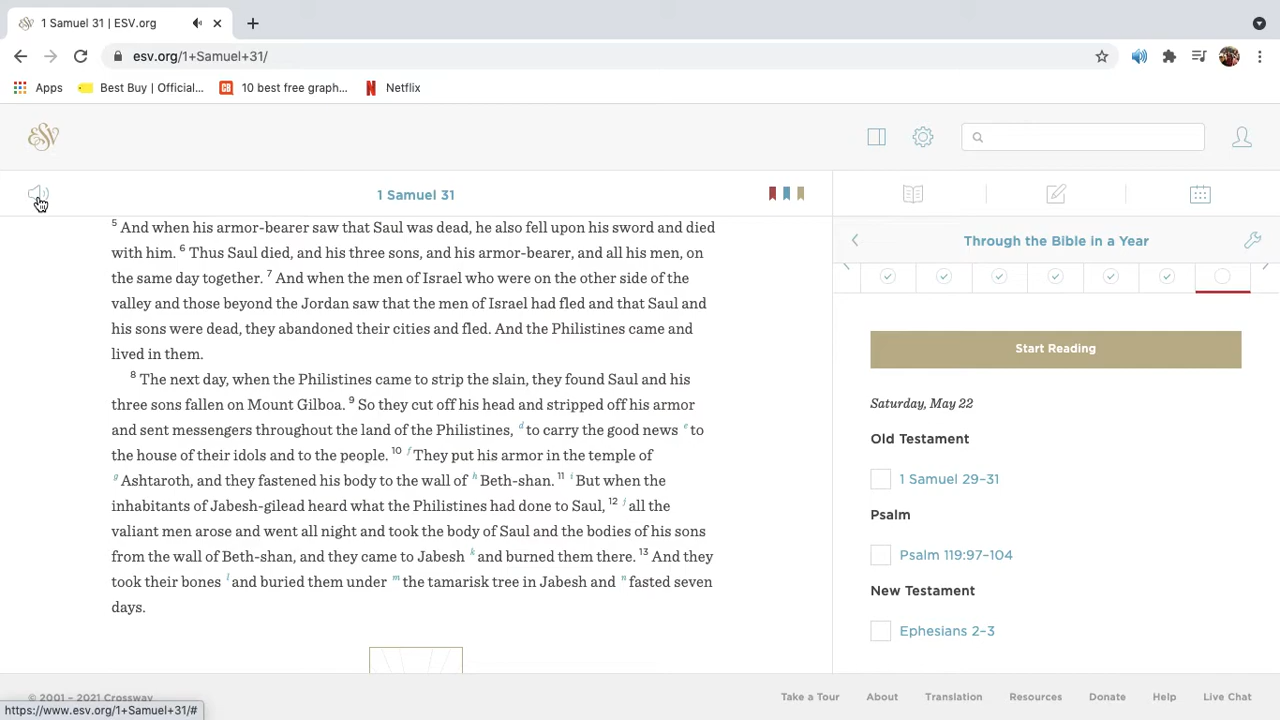 1 Samuel 31 | ESV.org
esv.org/1+Samuel+31/
Apps
Best Buy | Official...
CB
10 best free graph...
Netflix
ESV
1 Samuel 31
5 And when his armor-bearer saw that Saul was dead, he also fell upon his sword and died
with him. 6 Thus Saul died, and his three sons, and his armor-bearer, and all his men, on
the same day together. 7 And when the men of Israel who were on the other side of the
valley and those beyond the Jordan saw that the men of Israel had fled and that Saul and
his sons were dead, they abandoned their cities and fled. And the Philistines came and
lived in them.
8 The next day, when the Philistines came to strip the slain, they found Saul and his
three sons fallen on Mount Gilboa. 9 So they cut off his head and stripped off his armor
and sent messengers throughout the land of the Philistines, d to carry the good news e to
the house of their idols and to the people. 10 f They put his armor in the temple of
g Ashtaroth, and they fastened his body to the wall of h Beth-shan. 11 i But when the
inhabitants of Jabesh-gilead heard what the Philistines had done to Saul, 12 j all the
valiant men arose and went all night and took the body of Saul and the bodies of his sons
from the wall of Beth-shan, and they came to Jabesh k and burned them there. 13 And they
took their bones l and buried them under m the tamarisk tree in Jabesh and n fasted seven
days.
Through the Bible in a Year
Start Reading
Saturday, May 22
Old Testament
1 Samuel 29–31
Psalm
Psalm 119:97–104
New Testament
Ephesians 2–3
© 2001 – 2021 Crossway
Take a Tour
About
Translation
Resources
Donate
Help
Live Chat
https://www.esv.org/1+Samuel+31/#